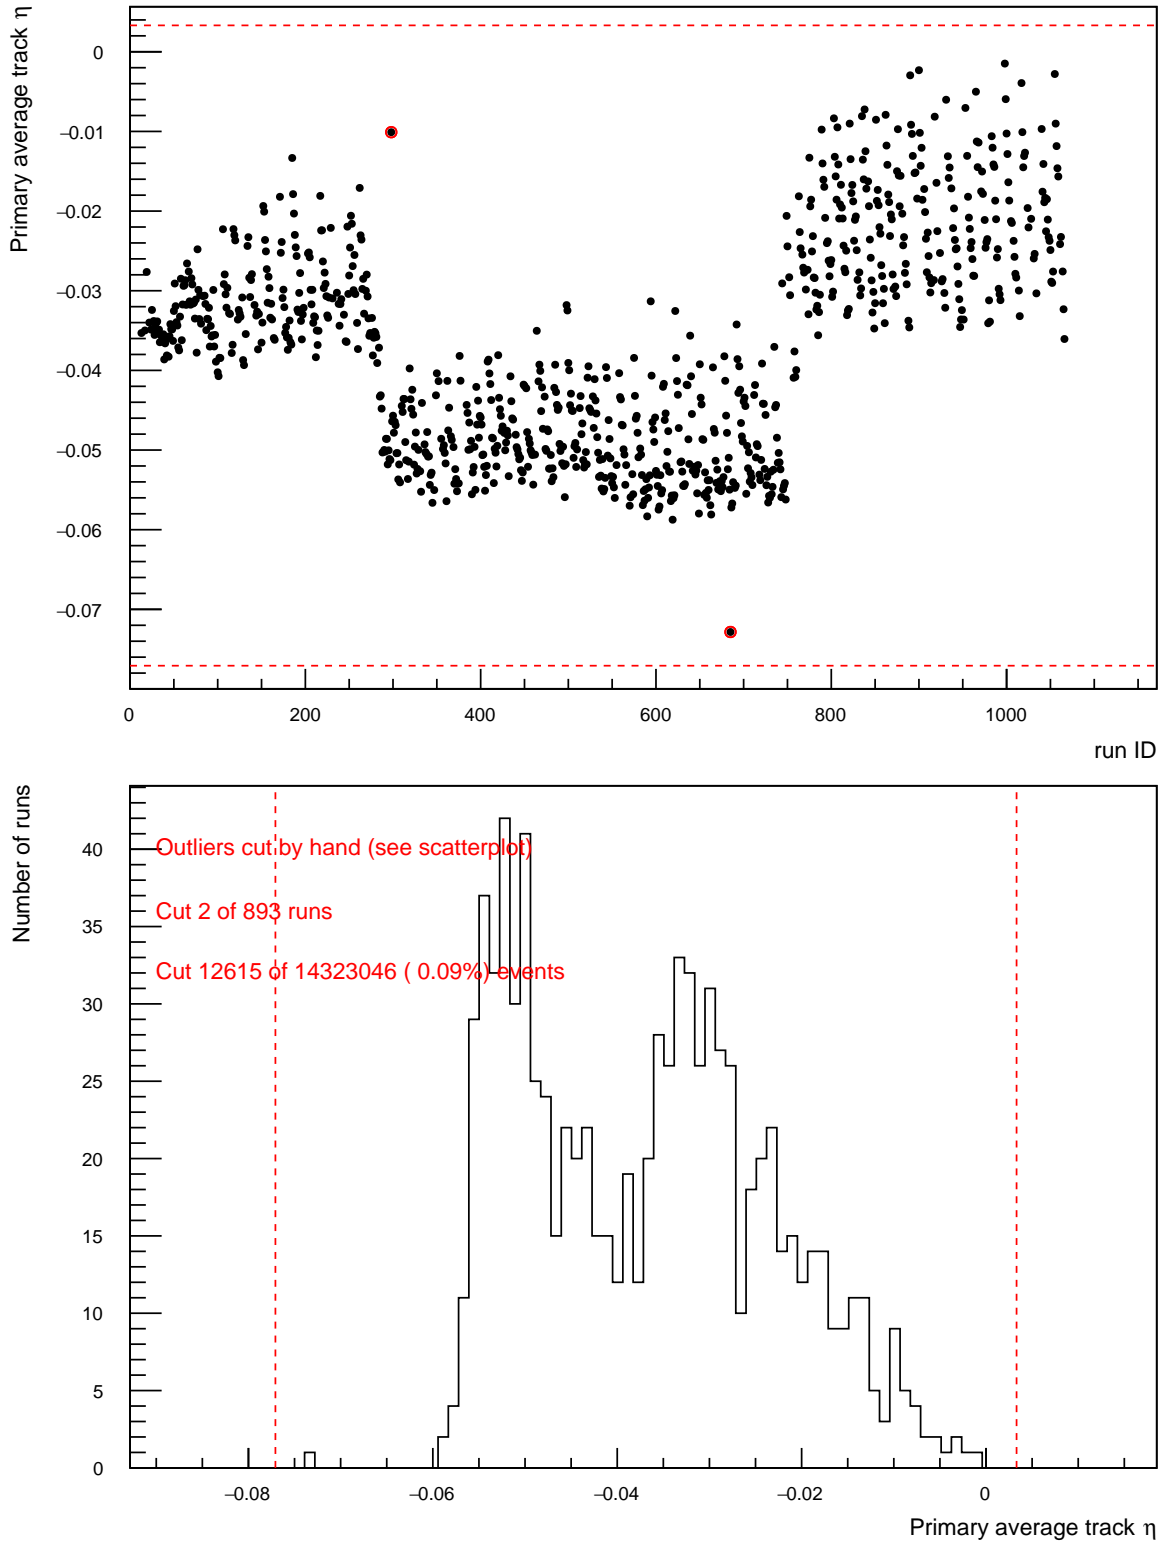 Primary average track η
0
−0.01
−0.02
−0.03
−0.04
−0.05
−0.06
−0.07
0 200 400 600 800 1000
run ID
Number of runs
40
35
30
25
20
15
10
5
0
Outliers cut by hand (see scatterplot)
Cut 2 of 893 runs
Cut 12615 of 14323046 ( 0.09%) events
−0.08 −0.06 −0.04 −0.02 0
Primary average track η